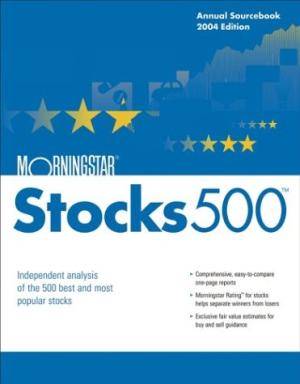 Annual Sourcebook
2004 Edition
MORNINGSTAR®
Stocks500™
Independent analysis
of the 500 best and most
popular stocks
Comprehensive, easy-to-compare
one-page reports
Morningstar Rating™ for stocks
helps separate winners from losers
Exclusive fair value estimates for
buy and sell guidance